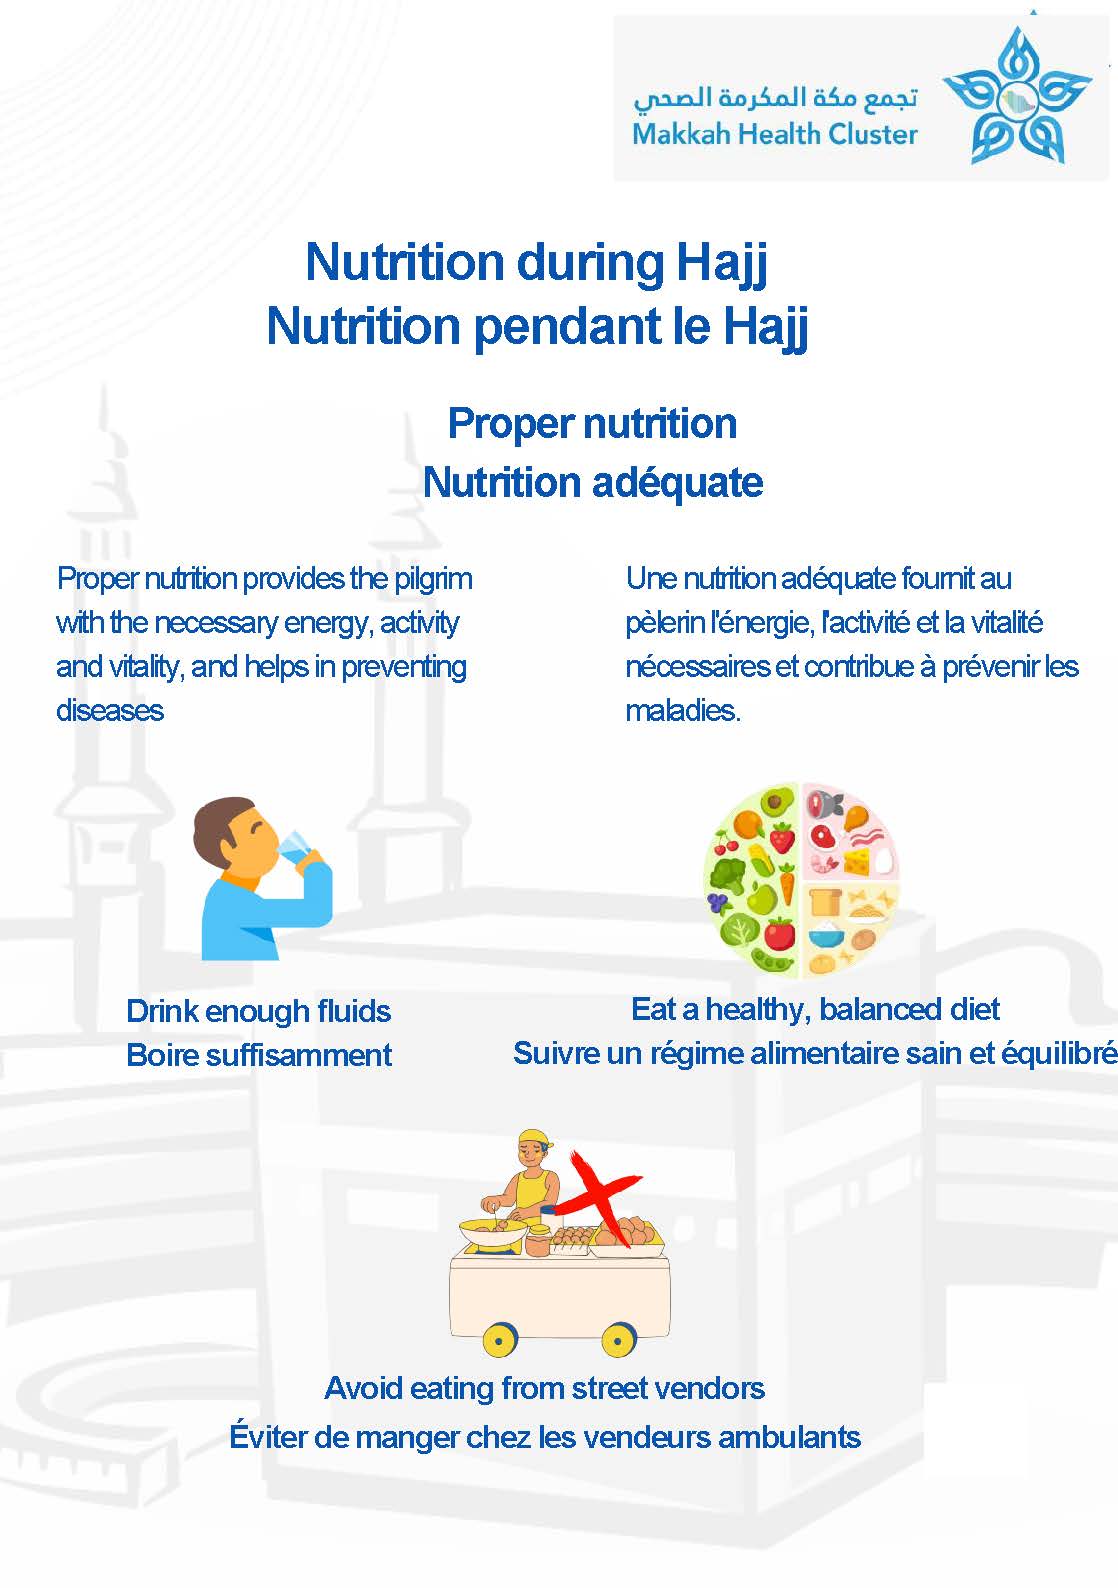 تجمع مكة المكرمة الصحي
Makkah Health Cluster
Nutrition during Hajj
Nutrition pendant le Hajj
Proper nutrition
Nutrition adéquate
Proper nutrition provides the pilgrim
with the necessary energy, activity
and vitality, and helps in preventing
diseases
Une nutrition adéquate fournit au
pèlerin l'énergie, l'activité et la vitalité
nécessaires et contribue à prévenir les
maladies.
Drink enough fluids
Boire suffisamment
Eat a healthy, balanced diet
Suivre un régime alimentaire sain et équilibré
Avoid eating from street vendors
Éviter de manger chez les vendeurs ambulants